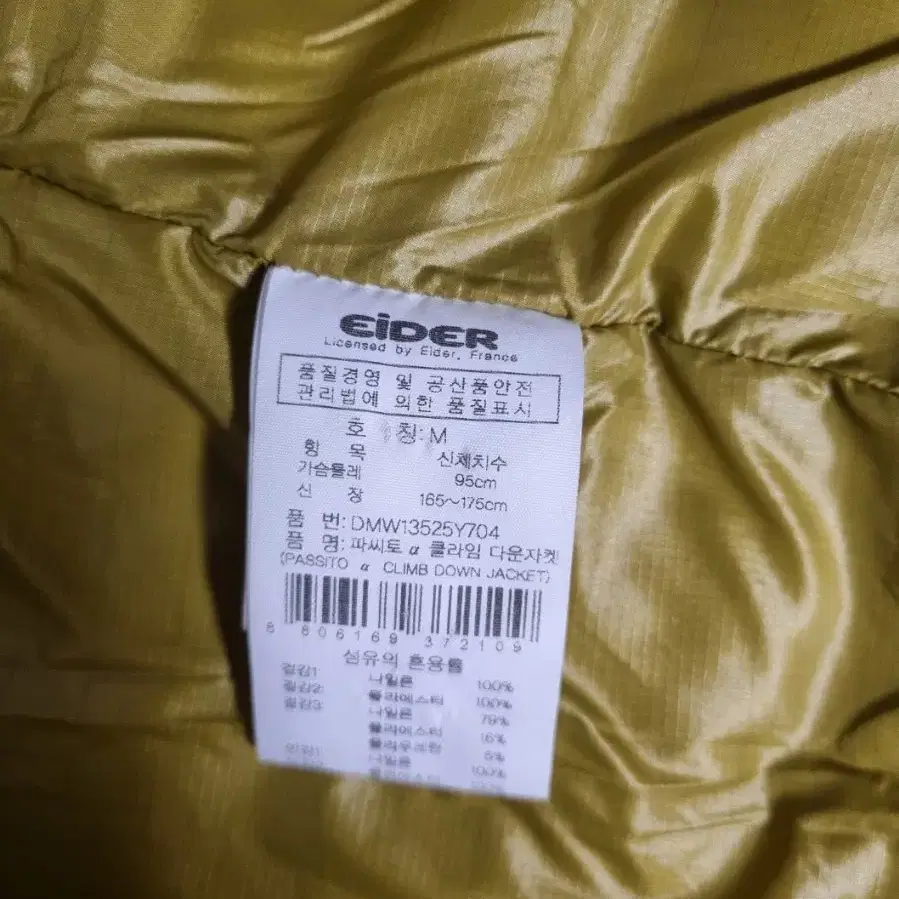 EiDER
Licensed by Eider, France
품질경영 및 공산품안전
관리법에 의한 품질표시
호 칭: M
항 목 신체치수
가슴둘레 95cm
신 장 165~175cm
품 번: DMW13525Y704
품 명: 파씨토 α 클라임 다운자켓
(PASSITO α CLIMB DOWN JACKET)
8 806169 372109
섬유의 혼용률
겉감1 나일론 100%
겉감2 폴리에스터 100%
겉감3 나일론 79%
폴리에스터 16%
폴리우레탄 5%
안감1 나일론 100%